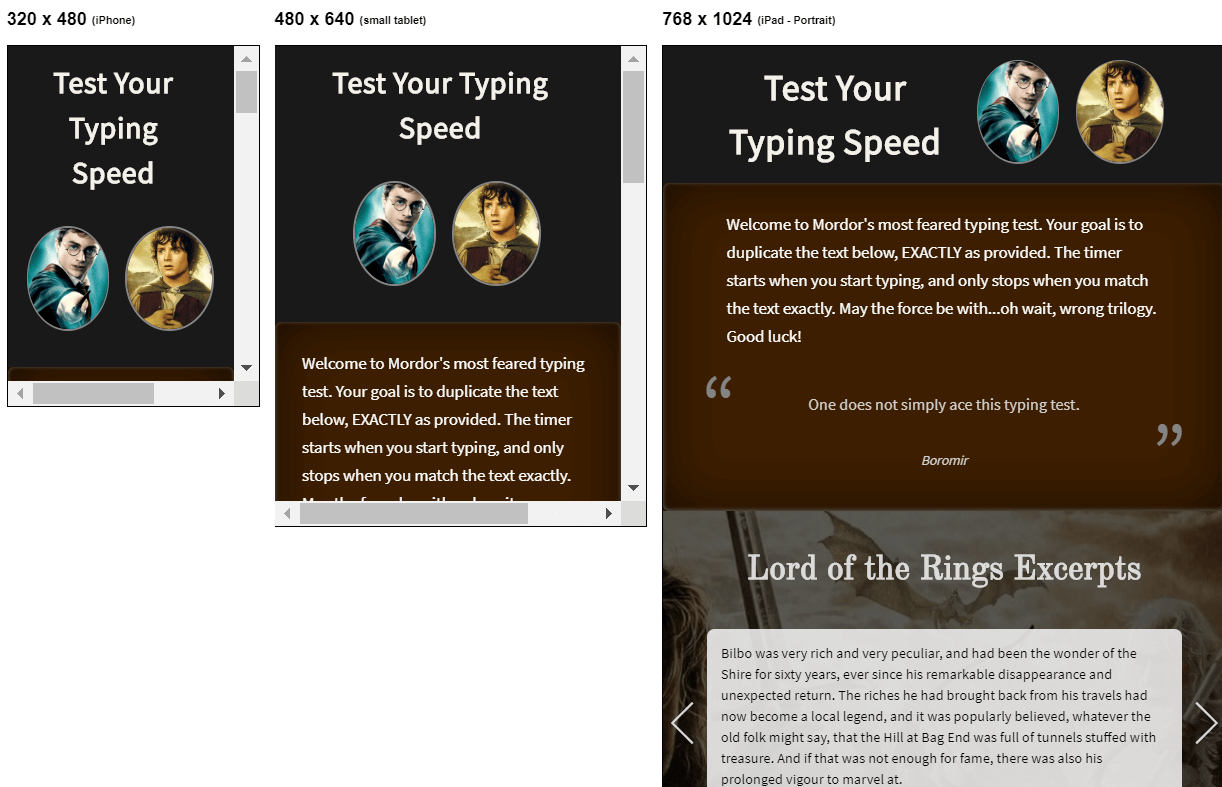 320 x 480 (iPhone)
Test Your
Typing
Speed
480 x 640 (small tablet)
Test Your Typing
Speed
Welcome to Mordor's most feared typing
test. Your goal is to duplicate the text
below, EXACTLY as provided. The timer
starts when you start typing, and only
stops when you match the text exactly.
768 x 1024 (iPad - Portrait)
Test Your
Typing Speed
Welcome to Mordor's most feared typing test. Your goal is to
duplicate the text below, EXACTLY as provided. The timer
starts when you start typing, and only stops when you match
the text exactly. May the force be with...oh wait, wrong trilogy.
Good luck!
“
One does not simply ace this typing test.
”
Boromir
Lord of the Rings Excerpts
Bilbo was very rich and very peculiar, and had been the wonder of the
Shire for sixty years, ever since his remarkable disappearance and
unexpected return. The riches he had brought back from his travels had
now become a local legend, and it was popularly believed, whatever the
old folk might say, that the Hill at Bag End was full of tunnels stuffed with
treasure. And if that was not enough for fame, there was also his
prolonged vigour to marvel at.